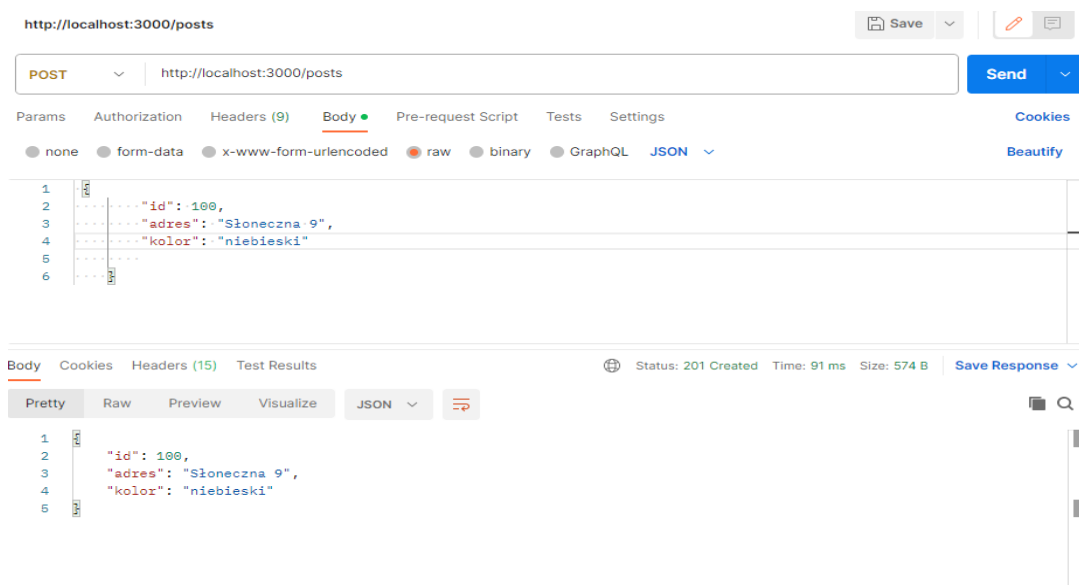 http://localhost:3000/posts Save
POST http://localhost:3000/posts Send
Params Authorization Headers (9) Body Pre-request Script Tests Settings Cookies
none form-data x-www-form-urlencoded raw binary GraphQL JSON Beautify
1 {
2 "id": 100,
3 "adres": "Słoneczna 9",
4 "kolor": "niebieski"
5
6 }
Body Cookies Headers (15) Test Results Status: 201 Created Time: 91 ms Size: 574 B Save Response
Pretty Raw Preview Visualize JSON
1 {
2 "id": 100,
3 "adres": "Słoneczna 9",
4 "kolor": "niebieski"
5 }